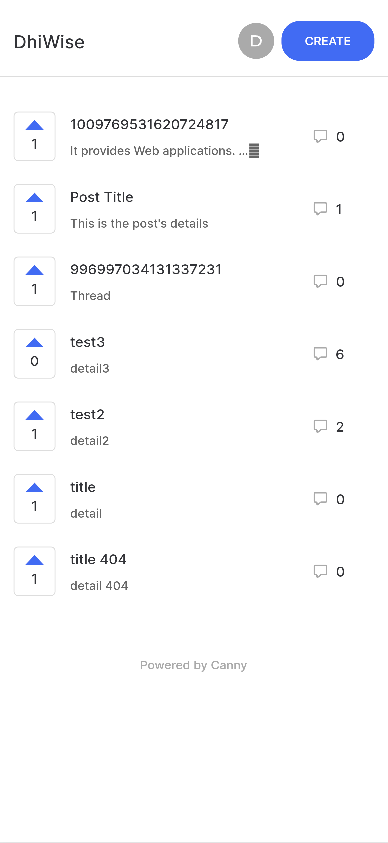 DhiWise
D
CREATE
1
1009769531620724817
It provides Web applications. ...
0
1
Post Title
This is the post's details
1
1
996997034131337231
Thread
0
0
test3
detail3
6
1
test2
detail2
2
1
title
detail
0
1
title 404
detail 404
0
Powered by Canny